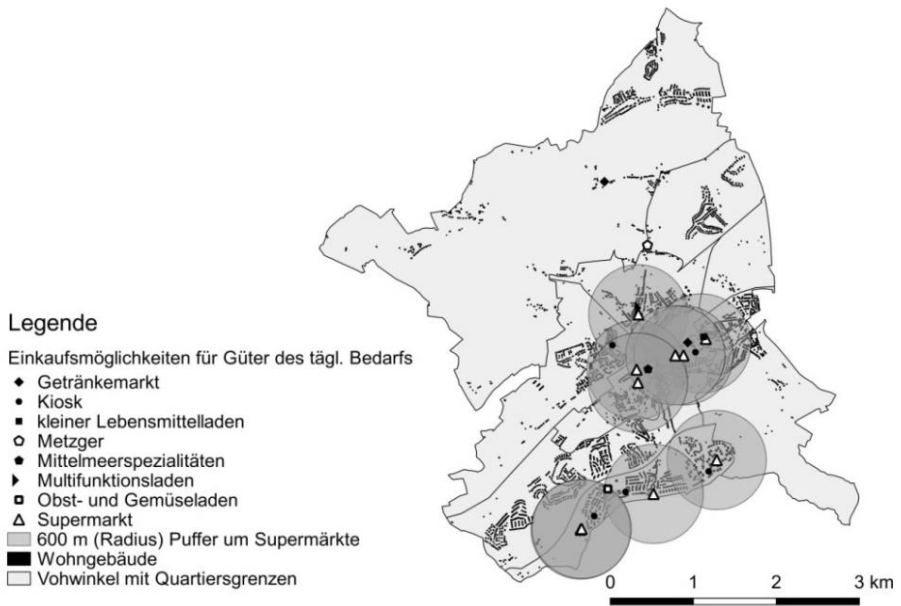 Legende
Einkaufsmöglichkeiten für Güter des tägl. Bedarfs
Getränkemarkt
Kiosk
kleiner Lebensmittelladen
Metzger
Mittelmeerspezialitäten
Multifunktionsladen
Obst- und Gemüseladen
Supermarkt
600 m (Radius) Puffer um Supermärkte
Wohngebäude
Vohwinkel mit Quartiersgrenzen
0 1 2 3 km